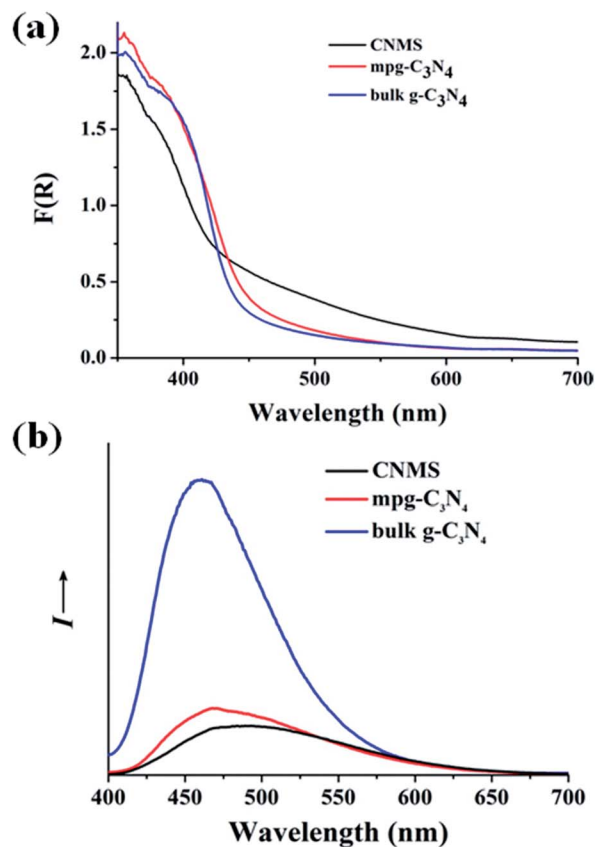 (a)
2.0
1.5
1.0
0.5
0.0
F(R)
CNMS
mpg-C₃N₄
bulk g-C₃N₄
400
500
600
700
Wavelength (nm)
(b)
I
CNMS
mpg-C₃N₄
bulk g-C₃N₄
400
450
500
550
600
650
700
Wavelength (nm)